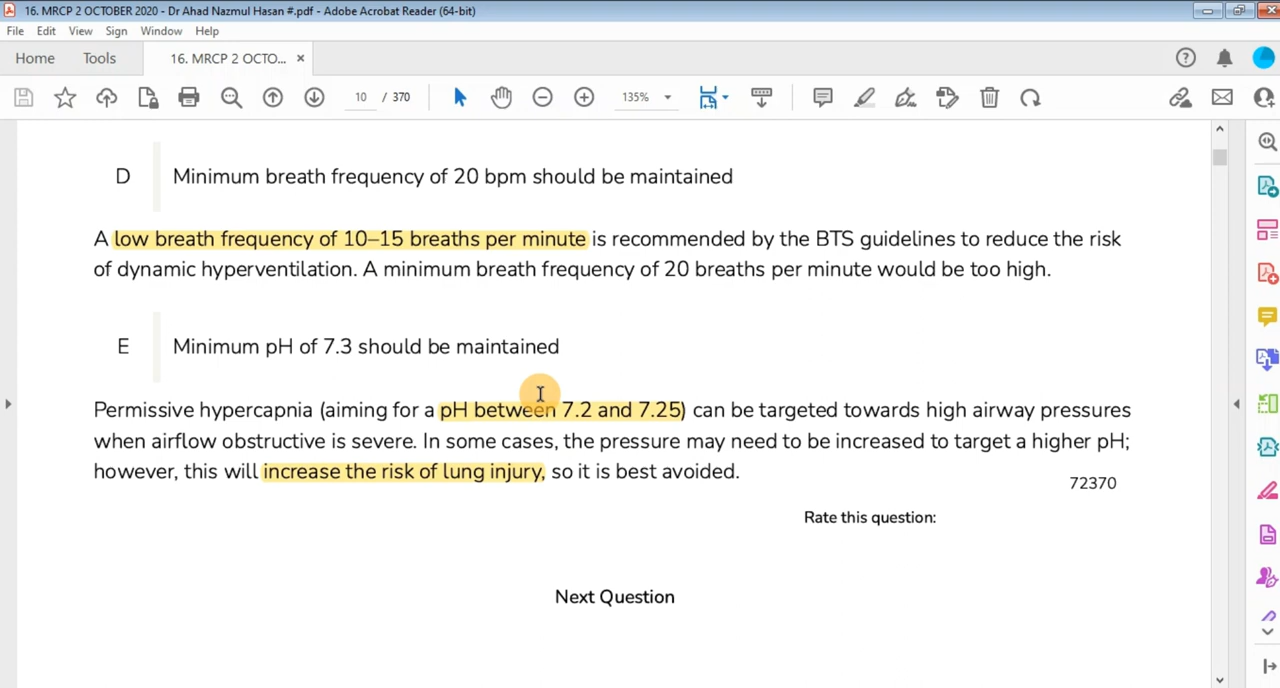 16. MRCP 2 OCTOBER 2020 - Dr Ahad Nazmul Hasan #.pdf - Adobe Acrobat Reader (64-bit)
File Edit View Sign Window Help
Home Tools 16. MRCP 2 OCTO... ×
10 / 370 135%
D Minimum breath frequency of 20 bpm should be maintained
A low breath frequency of 10–15 breaths per minute is recommended by the BTS guidelines to reduce the risk
of dynamic hyperventilation. A minimum breath frequency of 20 breaths per minute would be too high.
E Minimum pH of 7.3 should be maintained
Permissive hypercapnia (aiming for a pH between 7.2 and 7.25) can be targeted towards high airway pressures
when airflow obstructive is severe. In some cases, the pressure may need to be increased to target a higher pH;
however, this will increase the risk of lung injury, so it is best avoided.
72370
Rate this question:
Next Question